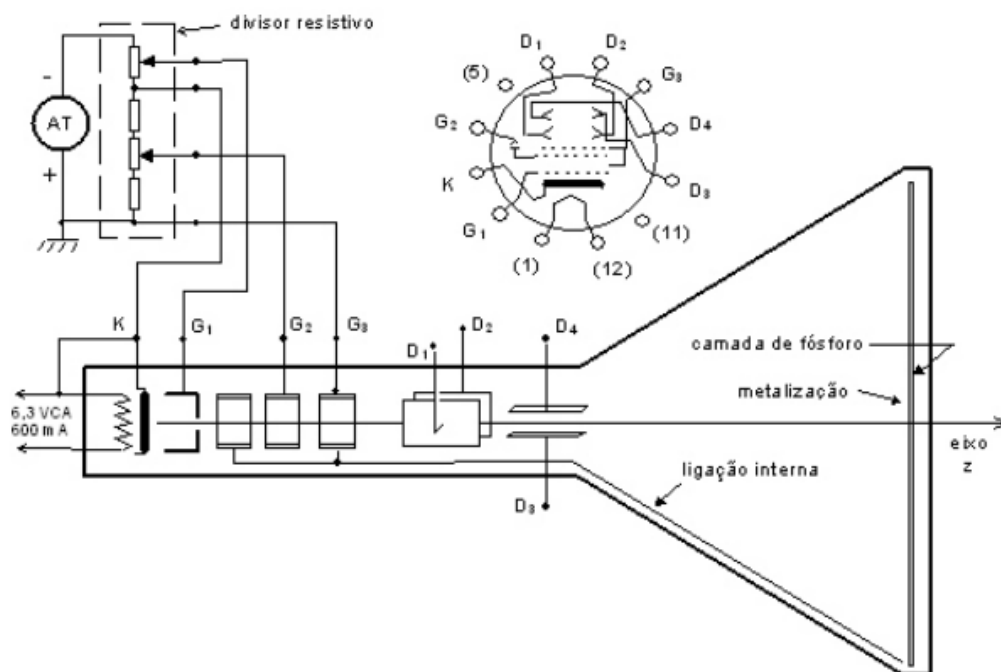 divisor resistivo
-
AT
+
D1
D2
(5)
G3
G2
D4
K
D3
G1
(11)
(1)
(12)
K
G1
G2
G3
D1
D2
D4
camada de fósforo
metalização
6,3 VCA
600 mA
eixo
z
ligação interna
D3